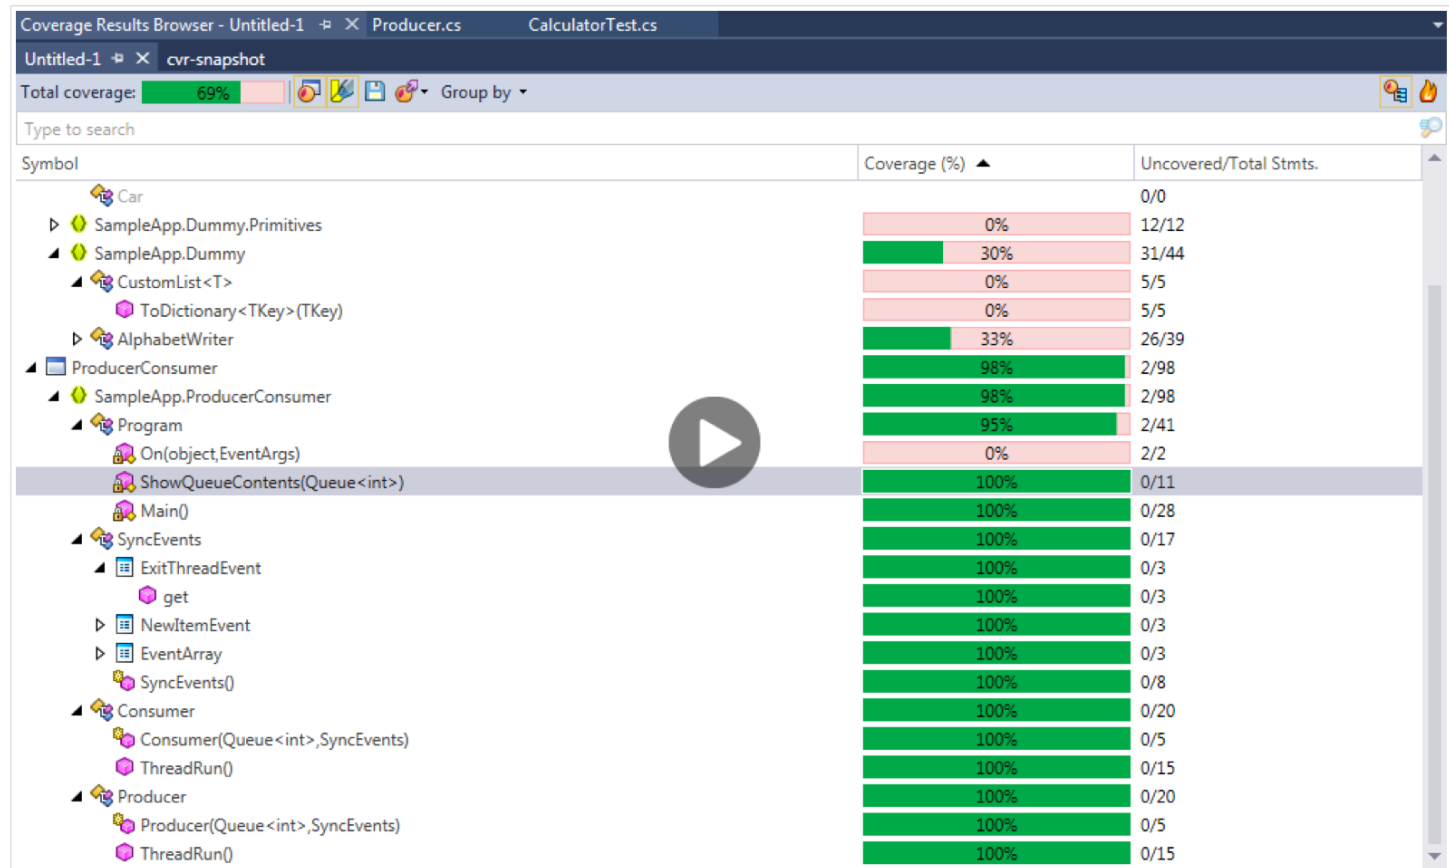 Coverage Results Browser - Untitled-1 Producer.cs CalculatorTest.cs
Untitled-1 cvr-snapshot
Total coverage: 69% Group by
Type to search
Symbol Coverage (%) Uncovered/Total Stmts.
Car 0/0
SampleApp.Dummy.Primitives 0% 12/12
SampleApp.Dummy 30% 31/44
CustomList<T> 0% 5/5
ToDictionary<TKey>(TKey) 0% 5/5
AlphabetWriter 33% 26/39
ProducerConsumer 98% 2/98
SampleApp.ProducerConsumer 98% 2/98
Program 95% 2/41
On(object,EventArgs) 0% 2/2
ShowQueueContents(Queue<int>) 100% 0/11
Main() 100% 0/28
SyncEvents 100% 0/17
ExitThreadEvent 100% 0/3
get 100% 0/3
NewItemEvent 100% 0/3
EventArray 100% 0/3
SyncEvents() 100% 0/8
Consumer 100% 0/20
Consumer(Queue<int>,SyncEvents) 100% 0/5
ThreadRun() 100% 0/15
Producer 100% 0/20
Producer(Queue<int>,SyncEvents) 100% 0/5
ThreadRun() 100% 0/15